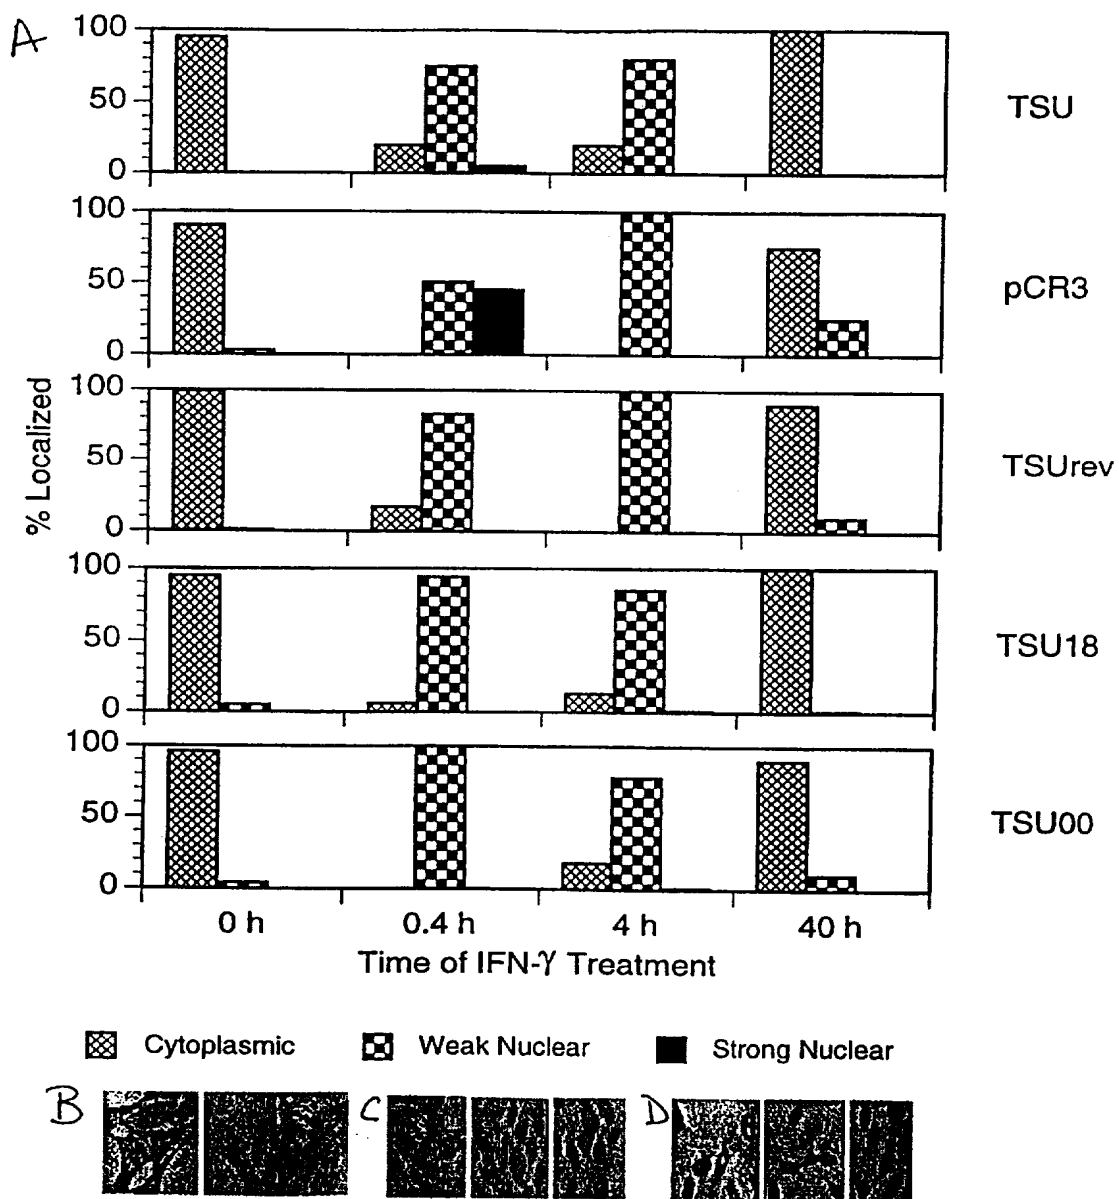 A
100
50
0
TSU
100
50
0
pCR3
100
50
0
TSUrev
% Localized
100
50
0
TSU18
100
50
0
TSU00
0 h 0.4 h 4 h 40 h
Time of IFN-γ Treatment
Cytoplasmic Weak Nuclear Strong Nuclear
B C D